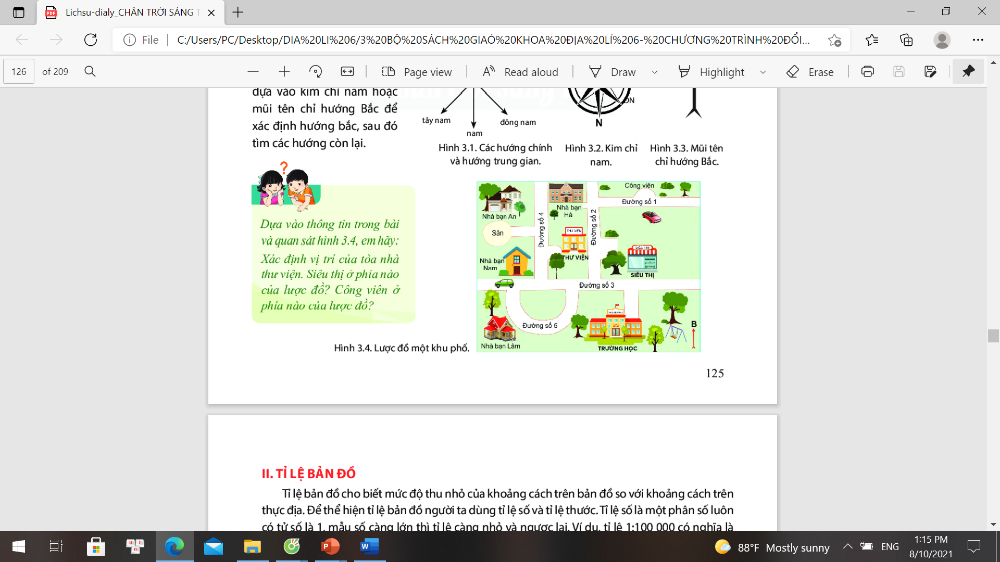 Lichsu-dialy_CHÂN TRỜI SÁNG T
File
C:/Users/PC/Desktop/DIA%20LI%206/3%20BỘ%20SÁCH%20GIAÓ%20KHOA%20ĐỊA%20LÍ%206-%20CHƯƠNG%20TRÌNH%20ĐỔI...
126 of 209
Page view
Read aloud
Draw
Highlight
Erase
dựa vào kim chỉ nam hoặc
mũi tên chỉ hướng Bắc để
xác định hướng bắc, sau đó
tìm các hướng còn lại.
tây nam
nam
đông nam
ĐN
N
Hình 3.1. Các hướng chính
và hướng trung gian.
Hình 3.2. Kim chỉ
nam.
Hình 3.3. Mũi tên
chỉ hướng Bắc.
?
Dựa vào thông tin trong bài
và quan sát hình 3.4, em hãy:
Xác định vị trí của tòa nhà
thư viện. Siêu thị ở phía nào
của lược đồ? Công viên ở
phía nào của lược đồ?
Công viên
Đường số 1
Nhà bạn An
Nhà bạn
Hà
Đường số 4
Đường số 2
Sân
THƯ VIỆN
THƯ VIỆN
SIÊU THỊ
SIÊU THỊ
Nhà bạn
Nam
Đường số 3
Đường số 5
B
Nhà bạn Lâm
TRƯỜNG HỌC
Hình 3.4. Lược đồ một khu phố.
125
II. TỈ LỆ BẢN ĐỒ
Tỉ lệ bản đồ cho biết mức độ thu nhỏ của khoảng cách trên bản đồ so với khoảng cách trên
thực địa. Để thể hiện tỉ lệ bản đồ người ta dùng tỉ lệ số và tỉ lệ thước. Tỉ lệ số là một phân số luôn
có tử số là 1, mẫu số càng lớn thì tỉ lệ càng nhỏ và ngược lại. Ví dụ, tỉ lệ 1:100 000 có nghĩa là
88°F Mostly sunny
ENG
1:15 PM
8/10/2021